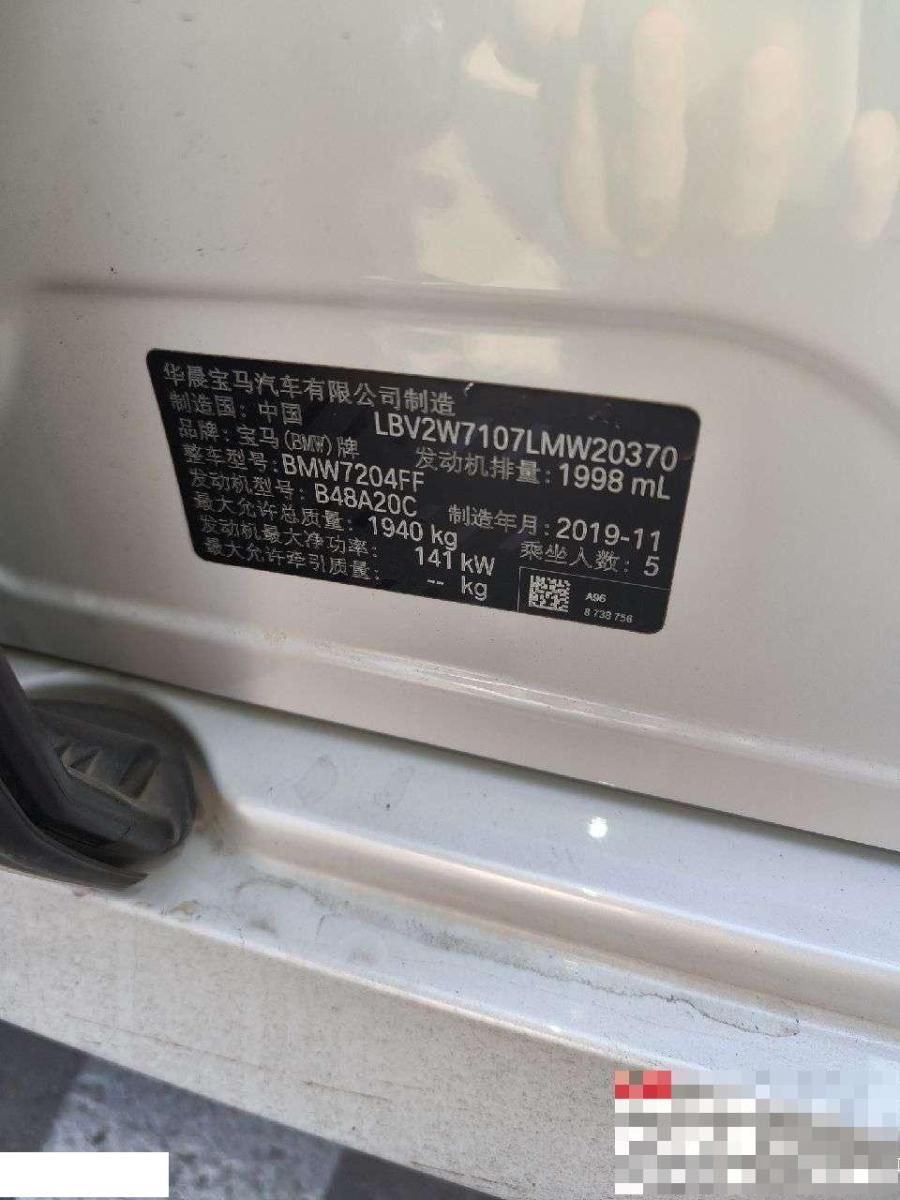 华晨宝马汽车有限公司制造
制造国：中国 LBV2W7107LMW20370
品牌：宝马(BMW)牌 发动机排量：1998 mL
整车型号：BMW7204FF
发动机型号：B48A20C 制造年月：2019-11
最大允许总质量：1940 kg 乘坐人数：5
发动机最大净功率：141 kW
最大允许牵引质量：-- kg
A96
8 738 756